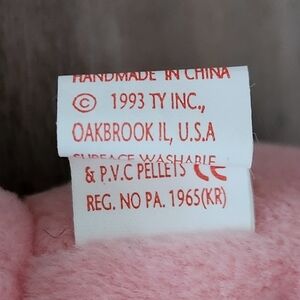 HANDMADE IN CHINA
© 1993 TY INC.,
OAKBROOK IL, U.S.A
SURFACE WASHABLE
& P.V.C PELLETS CE
REG. NO PA. 1965(KR)